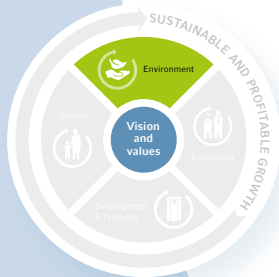 SUSTAINABLE AND PROFITABLE GROWTH
Environment
Society
Vision
and
values
Employees
Development
& Products